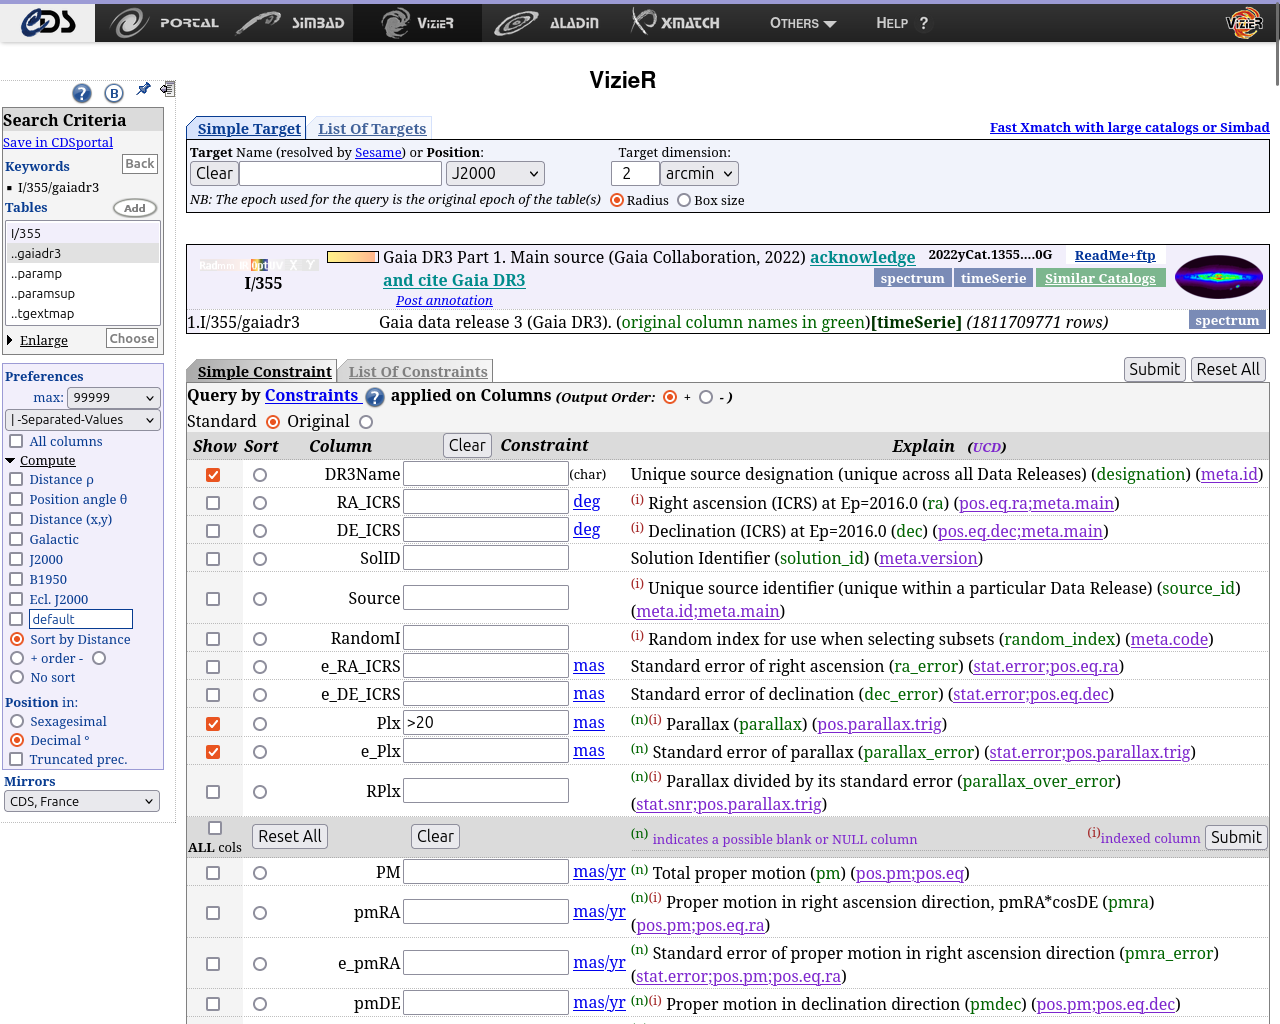 CDS PORTAL SIMBAD VIZIER ALADIN XMATCH OTHERS HELP ? VIZIER
VizieR
? B
Search Criteria
Save in CDSportal
Keywords Back
I/355/gaiadr3
Tables Add
I/355
..gaiadr3
..paramp
..paramsup
..tgextmap
Enlarge Choose
Preferences
max: 99999
| -Separated-Values
All columns
Compute
Distance ρ
Position angle θ
Distance (x,y)
Galactic
J2000
B1950
Ecl. J2000
default
Sort by Distance
+ order -
No sort
Position in:
Sexagesimal
Decimal °
Truncated prec.
Mirrors
CDS, France
Simple Target List Of Targets Fast Xmatch with large catalogs or Simbad
Target Name (resolved by Sesame) or Position: Target dimension:
Clear J2000 2 arcmin
NB: The epoch used for the query is the original epoch of the table(s) Radius Box size
I/355 Gaia DR3 Part 1. Main source (Gaia Collaboration, 2022) acknowledge 2022yCat.1355....0G ReadMe+ftp
and cite Gaia DR3 spectrum timeSerie Similar Catalogs
Post annotation
1.I/355/gaiadr3 Gaia data release 3 (Gaia DR3). (original column names in green)[timeSerie] (1811709771 rows) spectrum
Simple Constraint List Of Constraints Submit Reset All
Query by Constraints ? applied on Columns (Output Order: + - )
Standard Original
Show Sort Column Clear Constraint Explain (UCD)
DR3Name (char) Unique source designation (unique across all Data Releases) (designation) (meta.id)
RA_ICRS deg (i) Right ascension (ICRS) at Ep=2016.0 (ra) (pos.eq.ra;meta.main)
DE_ICRS deg (i) Declination (ICRS) at Ep=2016.0 (dec) (pos.eq.dec;meta.main)
SolID Solution Identifier (solution_id) (meta.version)
Source (i) Unique source identifier (unique within a particular Data Release) (source_id)
(meta.id;meta.main)
RandomI (i) Random index for use when selecting subsets (random_index) (meta.code)
e_RA_ICRS mas Standard error of right ascension (ra_error) (stat.error;pos.eq.ra)
e_DE_ICRS mas Standard error of declination (dec_error) (stat.error;pos.eq.dec)
Plx >20 mas (n)(i) Parallax (parallax) (pos.parallax.trig)
e_Plx mas (n) Standard error of parallax (parallax_error) (stat.error;pos.parallax.trig)
RPlx (n)(i) Parallax divided by its standard error (parallax_over_error)
(stat.snr;pos.parallax.trig)
ALL cols Reset All Clear (n) indicates a possible blank or NULL column (i)indexed column Submit
PM mas/yr (n) Total proper motion (pm) (pos.pm;pos.eq)
pmRA mas/yr (n)(i) Proper motion in right ascension direction, pmRA*cosDE (pmra)
(pos.pm;pos.eq.ra)
e_pmRA mas/yr (n) Standard error of proper motion in right ascension direction (pmra_error)
(stat.error;pos.pm;pos.eq.ra)
pmDE mas/yr (n)(i) Proper motion in declination direction (pmdec) (pos.pm;pos.eq.dec)